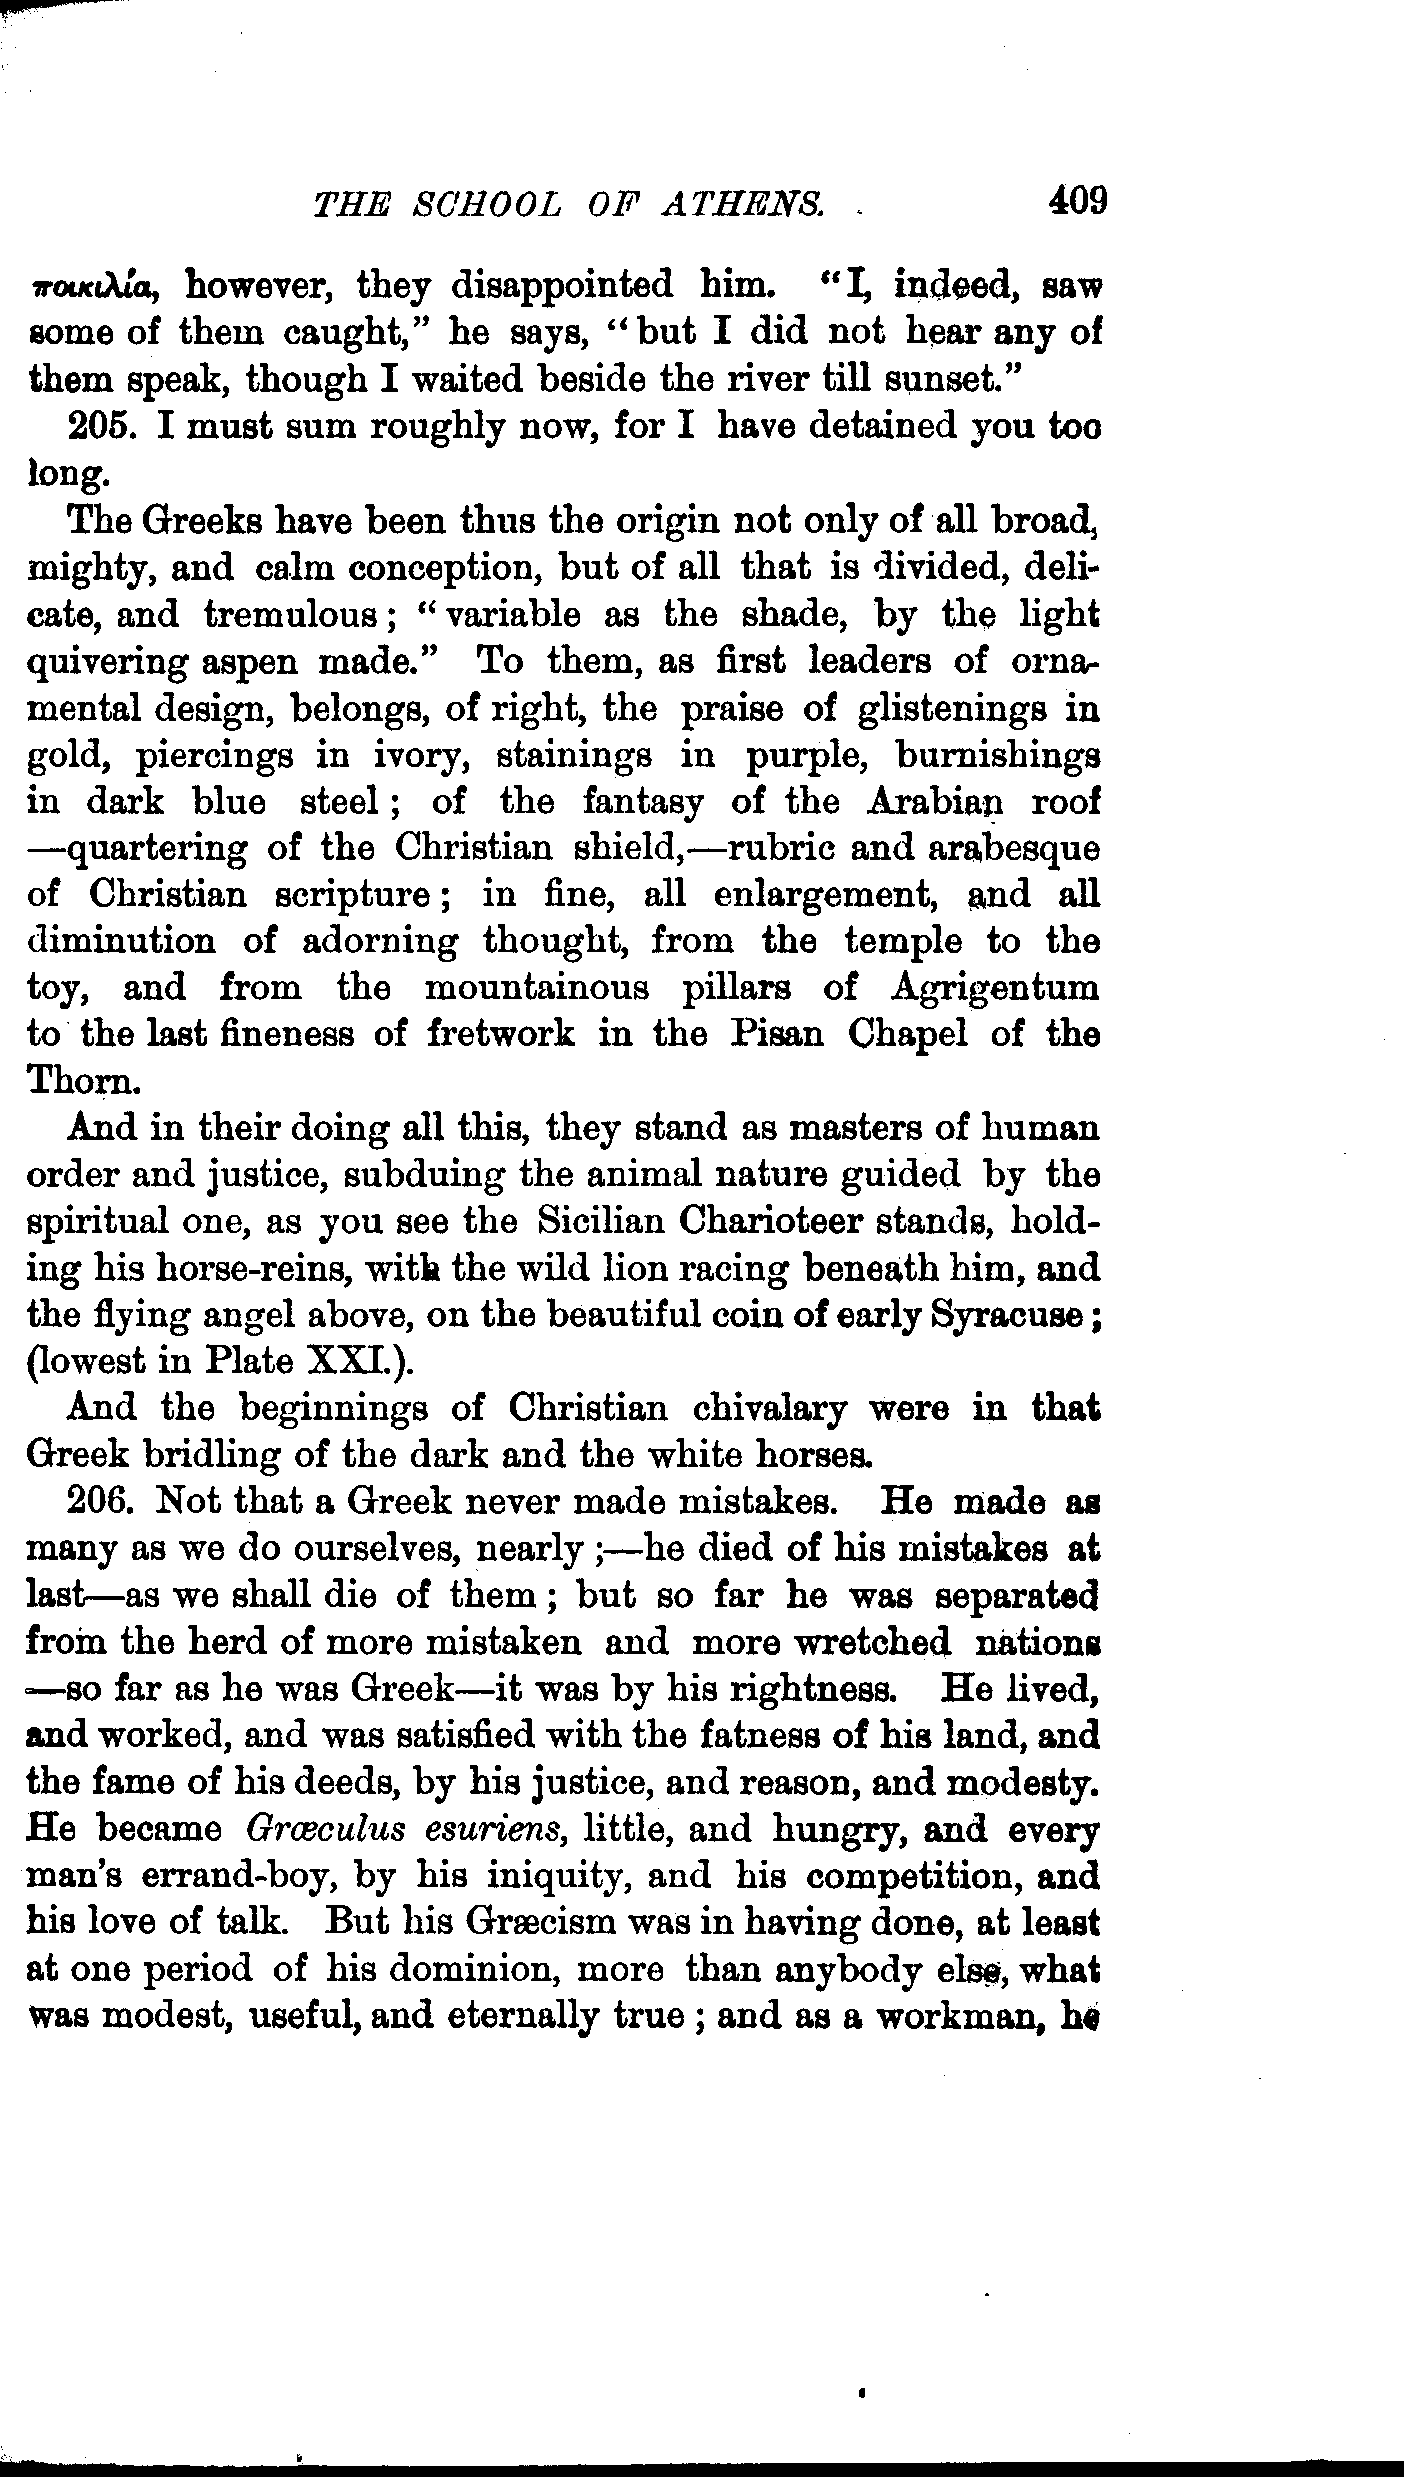 THE SCHOOL OF ATHENS. 409
ποικιλία, however, they disappointed him. "I, indeed, saw
some of them caught," he says, "but I did not hear any of
them speak, though I waited beside the river till sunset."
205. I must sum roughly now, for I have detained you too
long.
The Greeks have been thus the origin not only of all broad,
mighty, and calm conception, but of all that is divided, deli-
cate, and tremulous; "variable as the shade, by the light
quivering aspen made." To them, as first leaders of orna-
mental design, belongs, of right, the praise of glistenings in
gold, piercings in ivory, stainings in purple, burnishings
in dark blue steel; of the fantasy of the Arabian roof
—quartering of the Christian shield,—rubric and arabesque
of Christian scripture; in fine, all enlargement, and all
diminution of adorning thought, from the temple to the
toy, and from the mountainous pillars of Agrigentum
to the last fineness of fretwork in the Pisan Chapel of the
Thorn.
And in their doing all this, they stand as masters of human
order and justice, subduing the animal nature guided by the
spiritual one, as you see the Sicilian Charioteer stands, hold-
ing his horse-reins, with the wild lion racing beneath him, and
the flying angel above, on the beautiful coin of early Syracuse;
(lowest in Plate XXI.).
And the beginnings of Christian chivalary were in that
Greek bridling of the dark and the white horses.
206. Not that a Greek never made mistakes. He made as
many as we do ourselves, nearly;—he died of his mistakes at
last—as we shall die of them; but so far he was separated
from the herd of more mistaken and more wretched nations
—so far as he was Greek—it was by his rightness. He lived,
and worked, and was satisfied with the fatness of his land, and
the fame of his deeds, by his justice, and reason, and modesty.
He became Græculus esuriens, little, and hungry, and every
man's errand-boy, by his iniquity, and his competition, and
his love of talk. But his Græcism was in having done, at least
at one period of his dominion, more than anybody else, what
was modest, useful, and eternally true; and as a workman, he